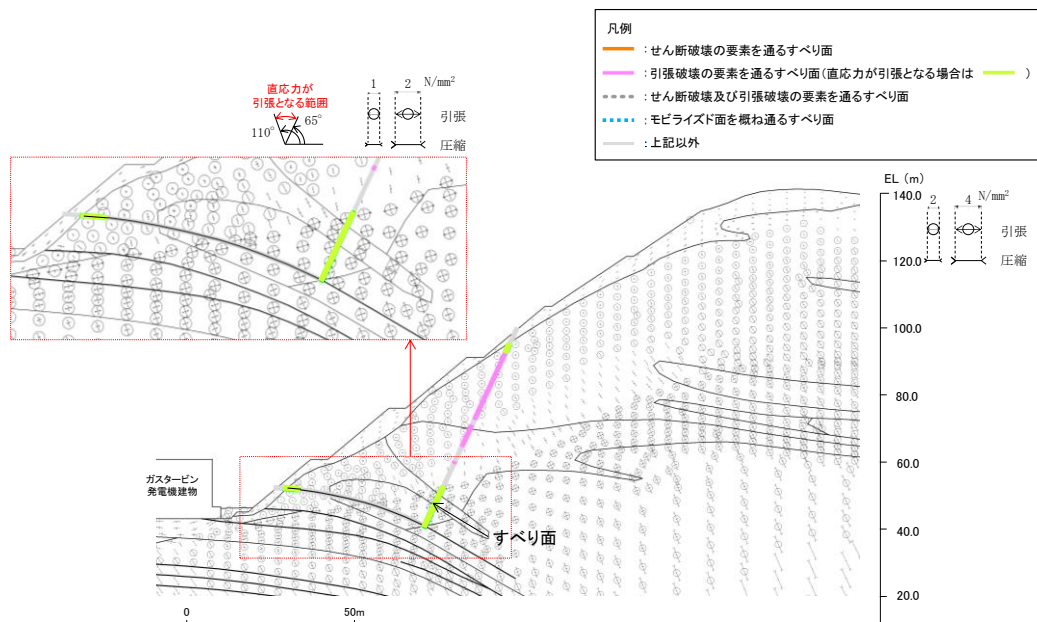 凡例
：せん断破壊の要素を通るすべり面
：引張破壊の要素を通るすべり面（直応力が引張となる場合は　）
：せん断破壊及び引張破壊の要素を通るすべり面
：モビライズド面を概ね通るすべり面
：上記以外
直応力が
引張となる範囲
110°
65°
1 2 N/mm²
引張
圧縮
EL（m）
140.0
120.0
100.0
80.0
60.0
40.0
20.0
2 4 N/mm²
引張
圧縮
ガスタービン
発電機建物
すべり面
0 50m